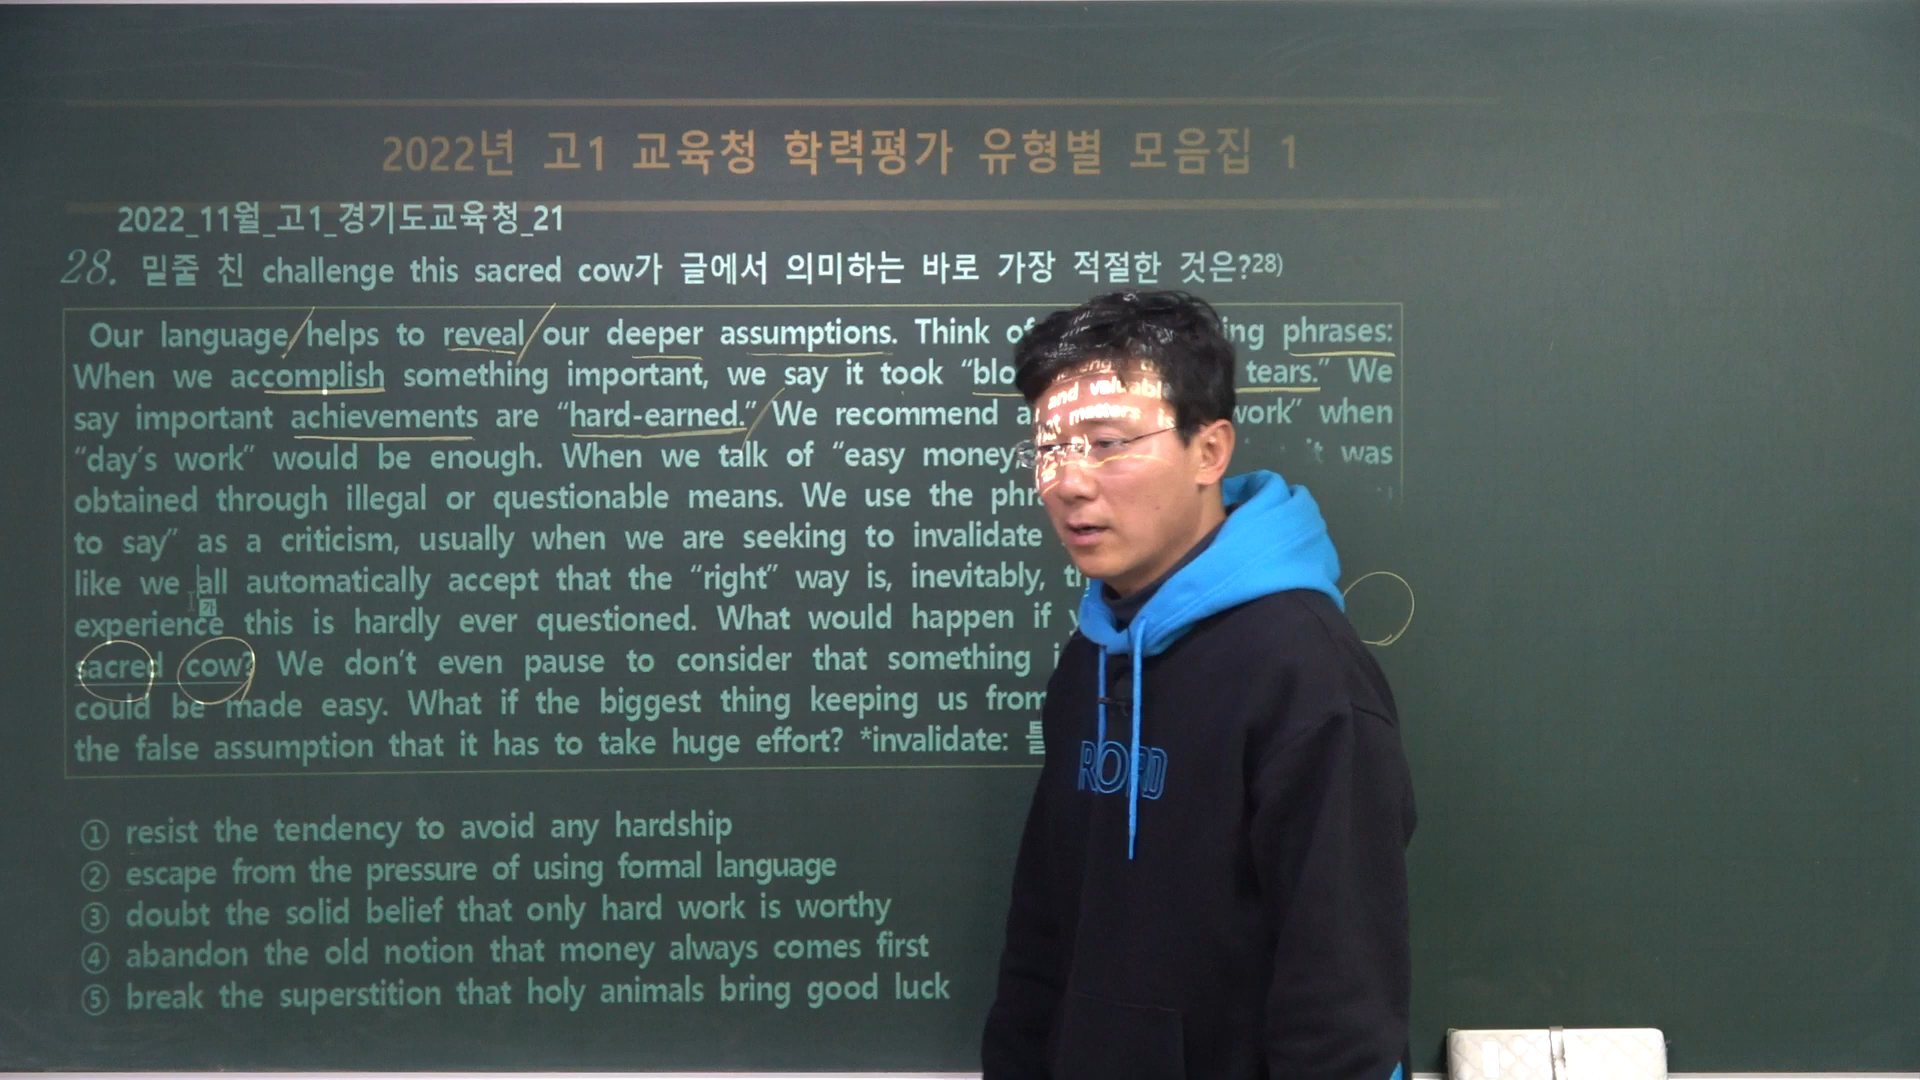 2022년 고1 교육청 학력평가 유형별 모음집 1
2022_11월_고1_경기도교육청_21
28. 밑줄 친 challenge this sacred cow가 글에서 의미하는 바로 가장 적절한 것은?28)
Our language helps to reveal our deeper assumptions. Think of phrases:
When we accomplish something important, we say it took “blo tears.” We
say important achievements are “hard-earned.” We recommend work” when
“day’s work” would be enough. When we talk of “easy money, it was
obtained through illegal or questionable means. We use the phr
to say” as a criticism, usually when we are seeking to invalidate
like we all automatically accept that the “right” way is, inevitably, th
experience this is hardly ever questioned. What would happen if
sacred cow? We don’t even pause to consider that something
could be made easy. What if the biggest thing keeping us from
the false assumption that it has to take huge effort? *invalidate: 틀
① resist the tendency to avoid any hardship
② escape from the pressure of using formal language
③ doubt the solid belief that only hard work is worthy
④ abandon the old notion that money always comes first
⑤ break the superstition that holy animals bring good luck
and valuable
matters is
ROAD